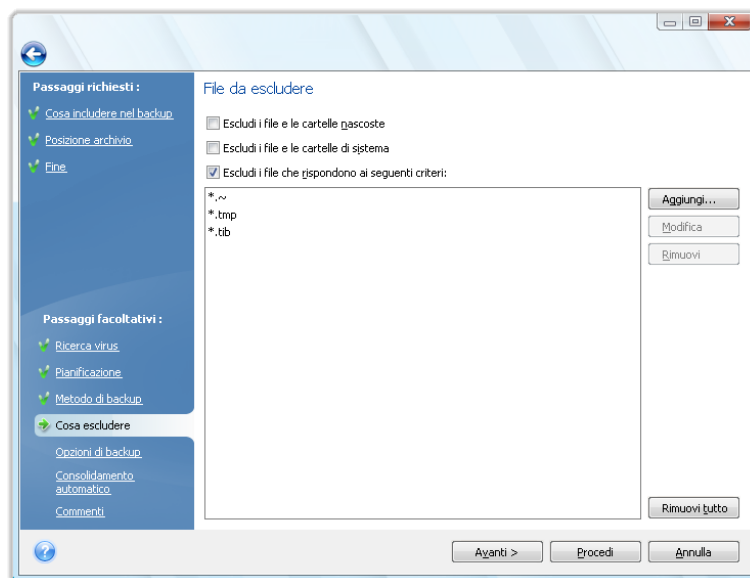 Passaggi richiesti :
Cosa includere nel backup
Posizione archivio
Fine
Passaggi facoltativi :
Ricerca virus
Pianificazione
Metodo di backup
Cosa escludere
Opzioni di backup
Consolidamento
automatico
Commenti
File da escludere
Escludi i file e le cartelle nascoste
Escludi i file e le cartelle di sistema
Escludi i file che rispondono ai seguenti criteri:
*.~
*.tmp
*.tib
Aggiungi...
Modifica
Rimuovi
Rimuovi tutto
Avanti >
Procedi
Annulla